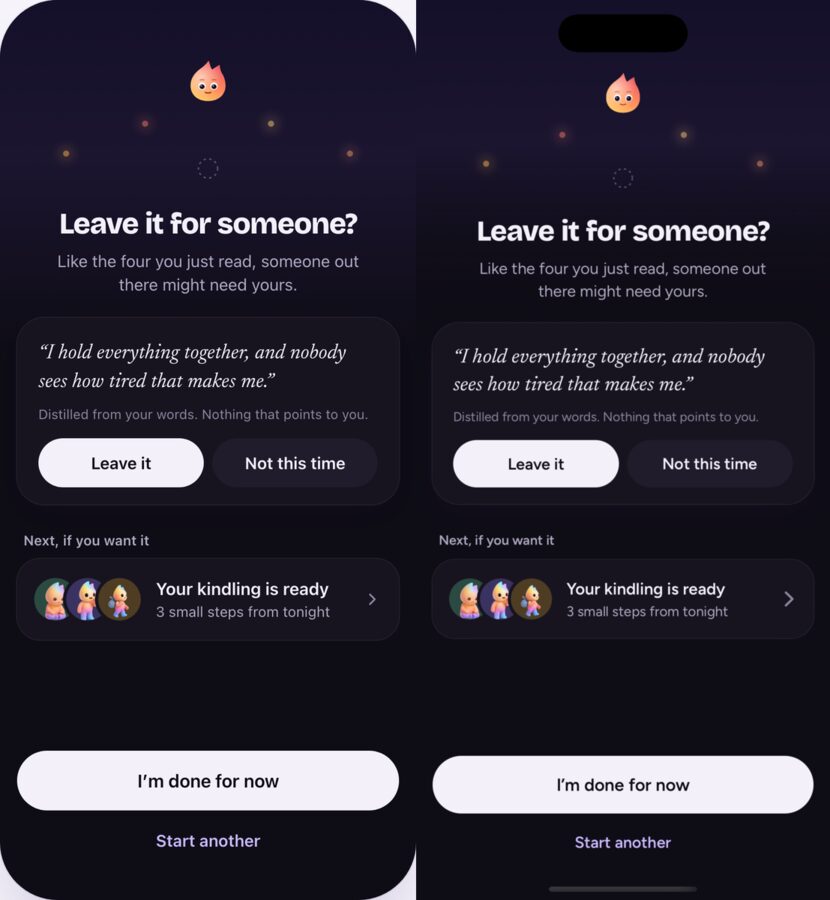 Leave it for someone?
Like the four you just read, someone out
there might need yours.
“I hold everything together, and nobody
sees how tired that makes me.”
Distilled from your words. Nothing that points to you.
Leave it
Not this time
Next, if you want it
Your kindling is ready
3 small steps from tonight
I’m done for now
Start another
Leave it for someone?
Like the four you just read, someone out
there might need yours.
“I hold everything together, and nobody
sees how tired that makes me.”
Distilled from your words. Nothing that points to you.
Leave it
Not this time
Next, if you want it
Your kindling is ready
3 small steps from tonight
I’m done for now
Start another